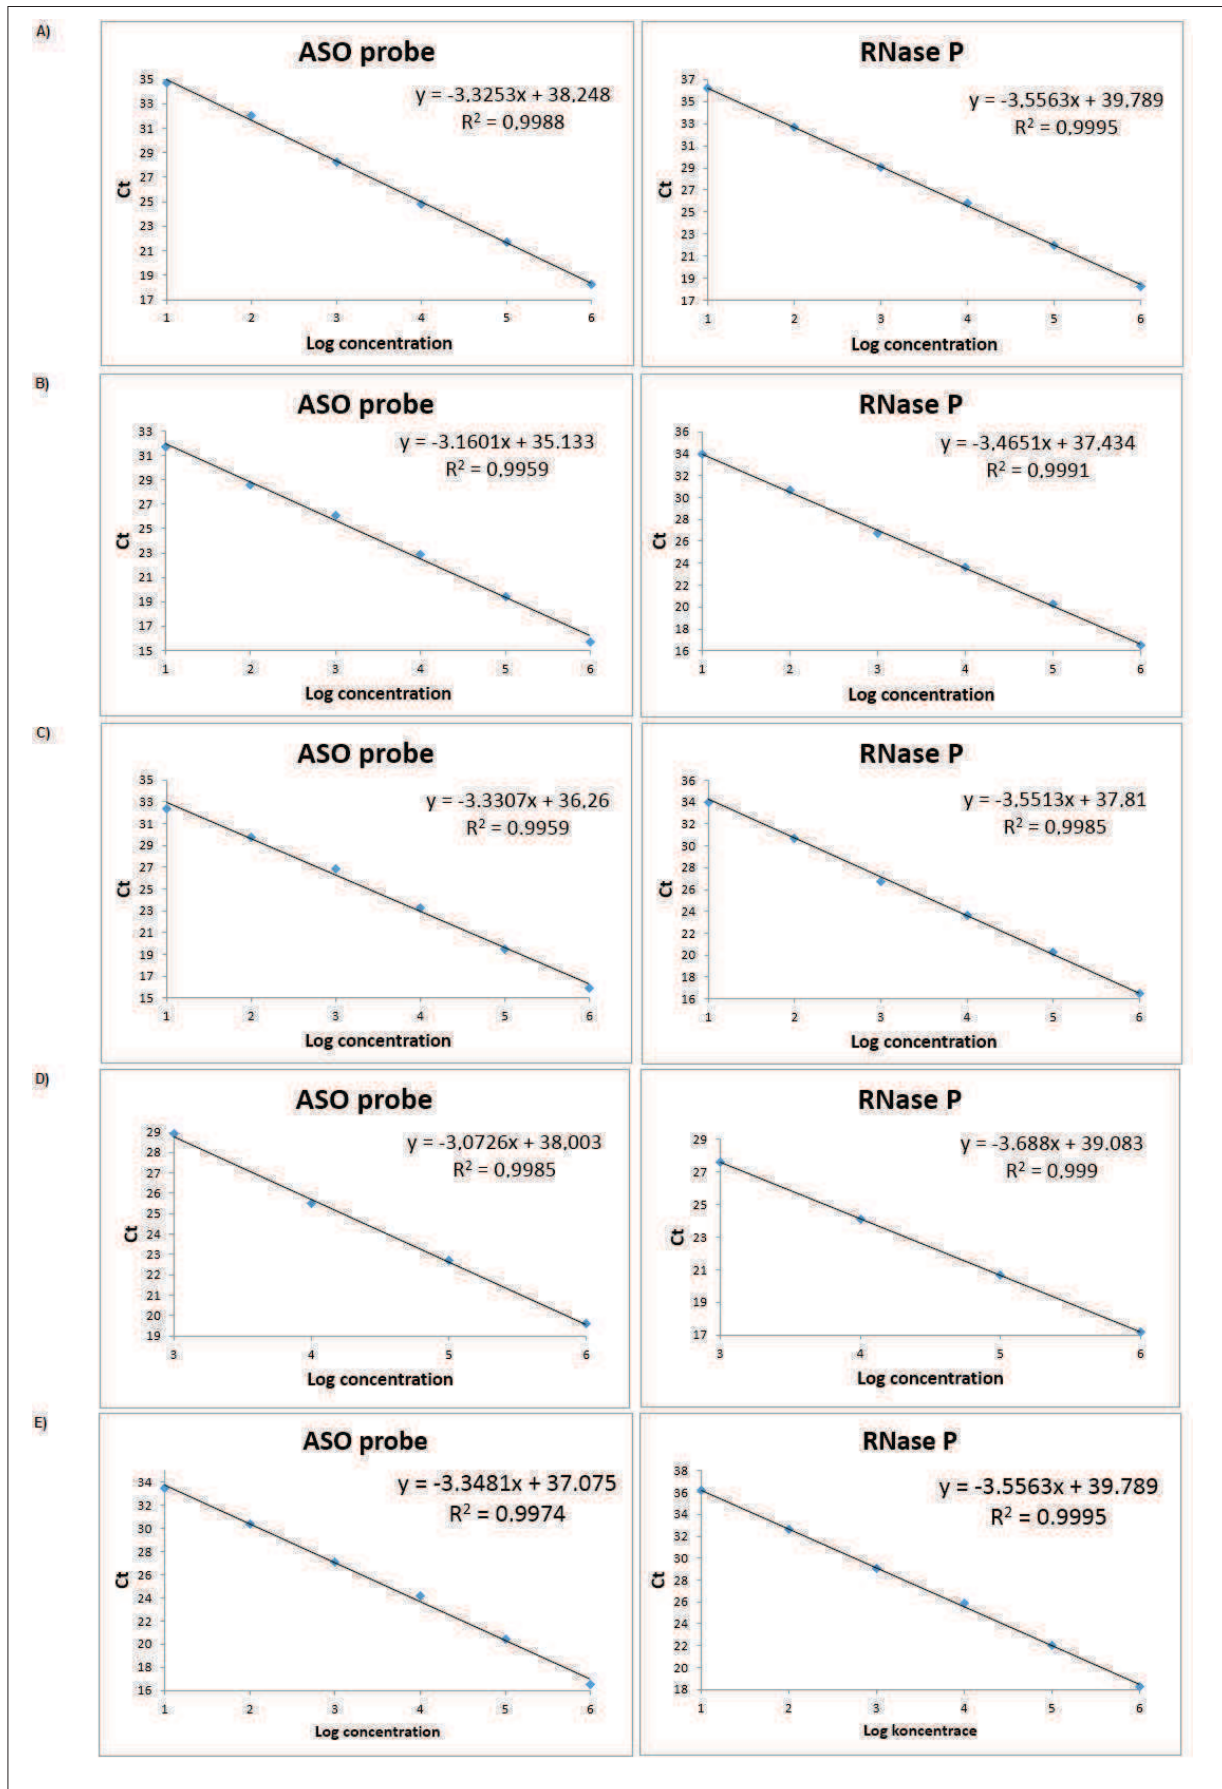 A)
ASO probe
y = -3,3253x + 38,248
R² = 0,9988
35
33
31
29
27
25
23
21
19
17
Ct
1 2 3 4 5 6
Log concentration
RNase P
y = -3,5563x + 39.789
R² = 0,9995
37
36
31
29
25
23
21
19
17
Ct
1 2 3 4 5 6
Log concentration
B)
ASO probe
y = -3.1601x + 35.133
R² = 0,9959
33
31
29
27
25
23
21
19
17
15
Ct
1 2 3 4 5 6
Log concentration
RNase P
y = -3,4651x + 37,434
R² = 0,9991
36
34
32
30
28
26
24
22
20
18
16
Ct
1 2 3 4 5 6
Log concentration
C)
ASO probe
y = -3.3307x + 36,26
R² = 0.9959
35
33
31
29
27
25
23
21
19
17
15
Ct
1 2 3 4 5 6
Log concentration
RNase P
y = -3,5513x + 37,81
R² = 0,9985
36
34
32
30
28
26
24
22
20
18
16
Ct
1 2 3 4 5 6
Log concentration
D)
ASO probe
y = -3,0726x + 38,003
R² = 0,9985
29
28
27
26
25
24
23
22
21
20
19
Ct
3 4 5 6
Log concentration
RNase P
y = -3.688x + 39.083
R² = 0,999
29
27
25
23
21
19
17
Ct
3 4 5 6
Log concentration
E)
ASO probe
y = -3.3481x + 37.075
R² = 0.9974
34
32
30
28
26
24
22
20
18
16
Ct
1 2 3 4 5 6
Log concentration
RNase P
y = -3.5563x + 39.789
R² = 0.9995
38
36
34
32
30
28
26
24
22
20
18
Ct
1 2 3 4 5 6
Log koncentrace